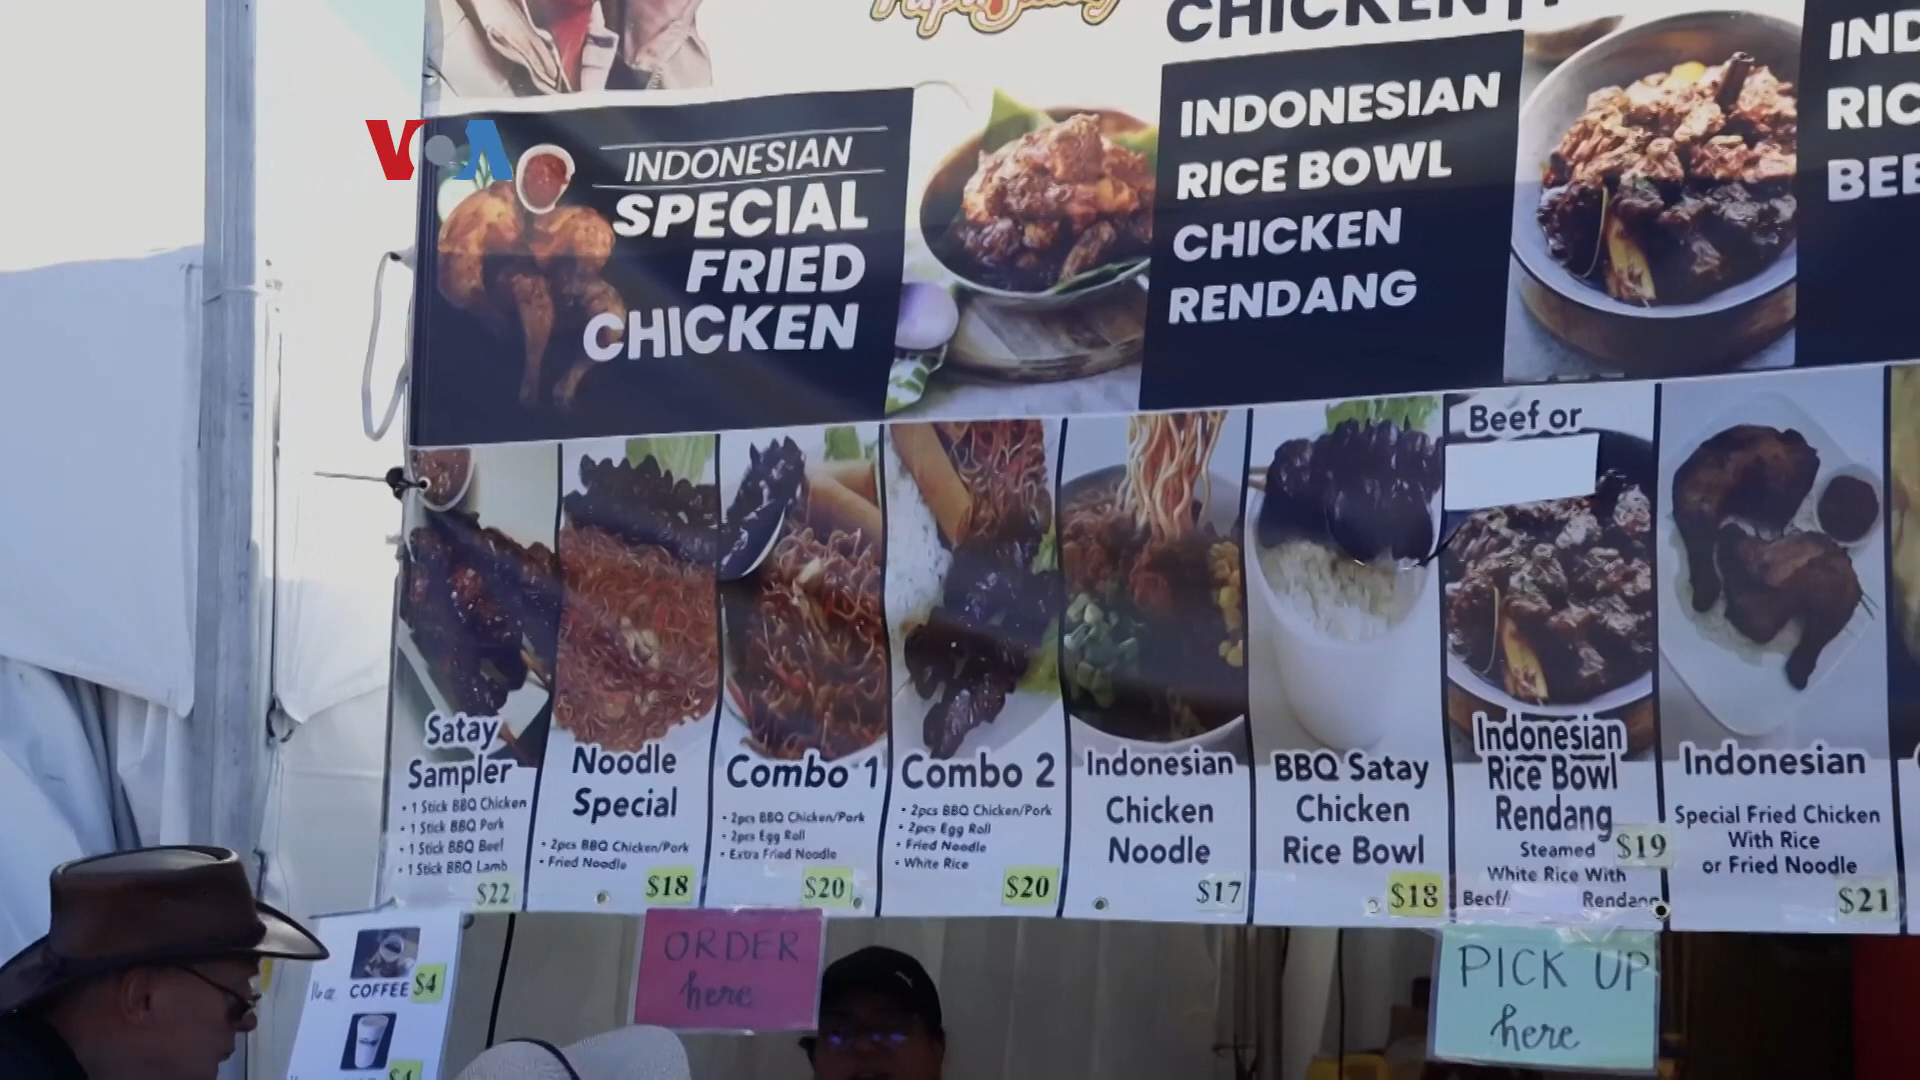 CHICKEN
VOA
INDONESIAN
SPECIAL
FRIED
CHICKEN
INDONESIAN
RICE BOWL
CHICKEN
RENDANG
Satay
Sampler
• 1 Stick BBQ Chicken
• 1 Stick BBQ Pork
• 1 Stick BBQ Beef
• 1 Stick BBQ Lamb
$22
Noodle
Special
• 2pcs BBQ Chicken/Pork
• Fried Noodle
$18
Combo 1
• 2pcs BBQ Chicken/Pork
• 2pcs Egg Roll
• Extra Fried Noodle
$20
Combo 2
• 2pcs BBQ Chicken/Pork
• 2pcs Egg Roll
• Fried Noodle
• White Rice
$20
Indonesian
Chicken
Noodle
$17
BBQ Satay
Chicken
Rice Bowl
$18
Beef or
Indonesian
Rice Bowl
Rendang
$19
Steamed
White Rice With
Beef/ Rendang
Indonesian
Special Fried Chicken
With Rice
or Fried Noodle
$21
COFFEE $4
ORDER
here
PICK UP
here